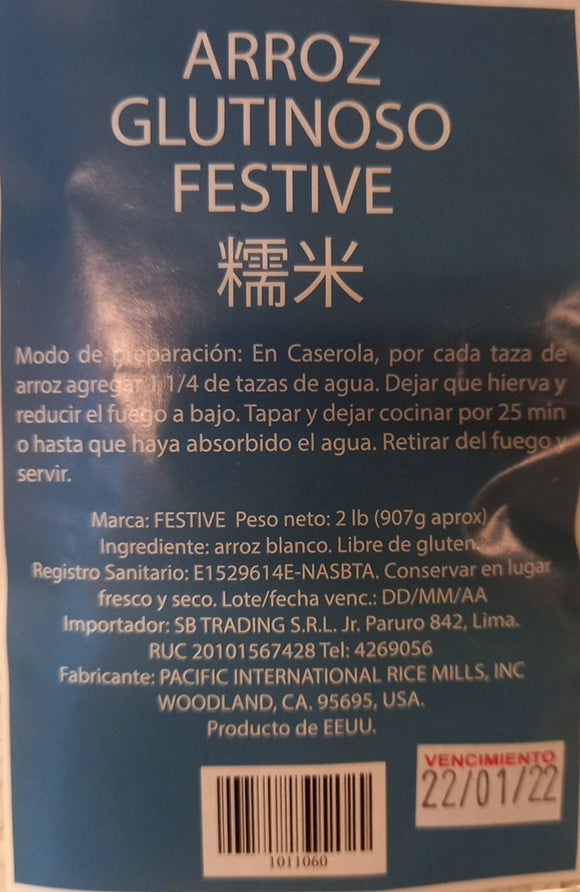 ARROZ
GLUTINOSO
FESTIVE
糯米
Modo de preparación: En Caserola, por cada taza de
arroz agregar 1 1/4 de tazas de agua. Dejar que hierva y
reducir el fuego a bajo. Tapar y dejar cocinar por 25 min
o hasta que haya absorbido el agua. Retirar del fuego y
servir.
Marca: FESTIVE Peso neto: 2 lb (907g aprox)
Ingrediente: arroz blanco. Libre de gluten.
Registro Sanitario: E1529614E-NASBTA. Conservar en lugar
fresco y seco. Lote/fecha venc.: DD/MM/AA
Importador: SB TRADING S.R.L. Jr. Paruro 842, Lima.
RUC 20101567428 Tel: 4269056
Fabricante: PACIFIC INTERNATIONAL RICE MILLS, INC
WOODLAND, CA. 95695, USA.
Producto de EEUU.
VENCIMIENTO
22/01/22
1011060